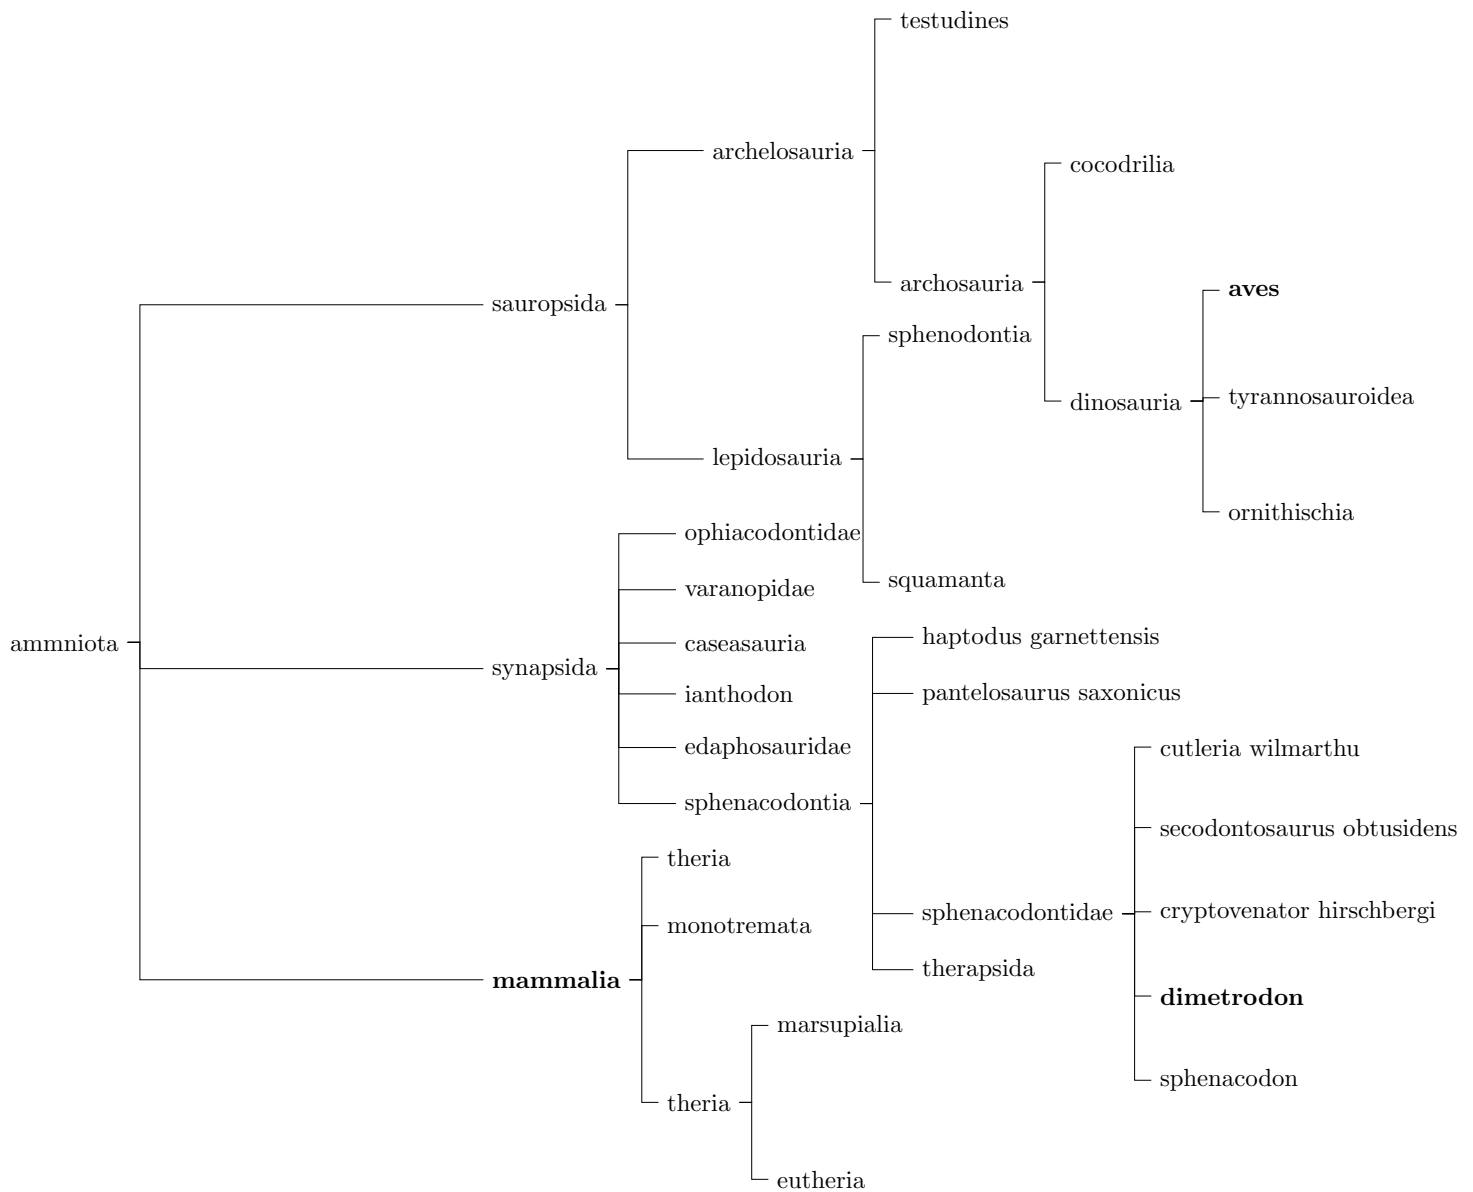 testudines
archelosauria
cocodrilia
archosauria
aves
sauropsida
sphenodontia
tyrannosauroidea
dinosauria
lepidosauria
ornithischia
ophiacodontidae
squamanta
varanopidae
haptodus garnettensis
ammniota
caseasauria
synapsida
ianthodon
pantelosaurus saxonicus
edaphosauridae
cutleria wilmarthu
sphenacodontia
secodontosaurus obtusidens
theria
sphenacodontidae
cryptovenator hirschbergi
monotremata
therapsida
mammalia
dimetrodon
marsupialia
sphenacodon
theria
eutheria